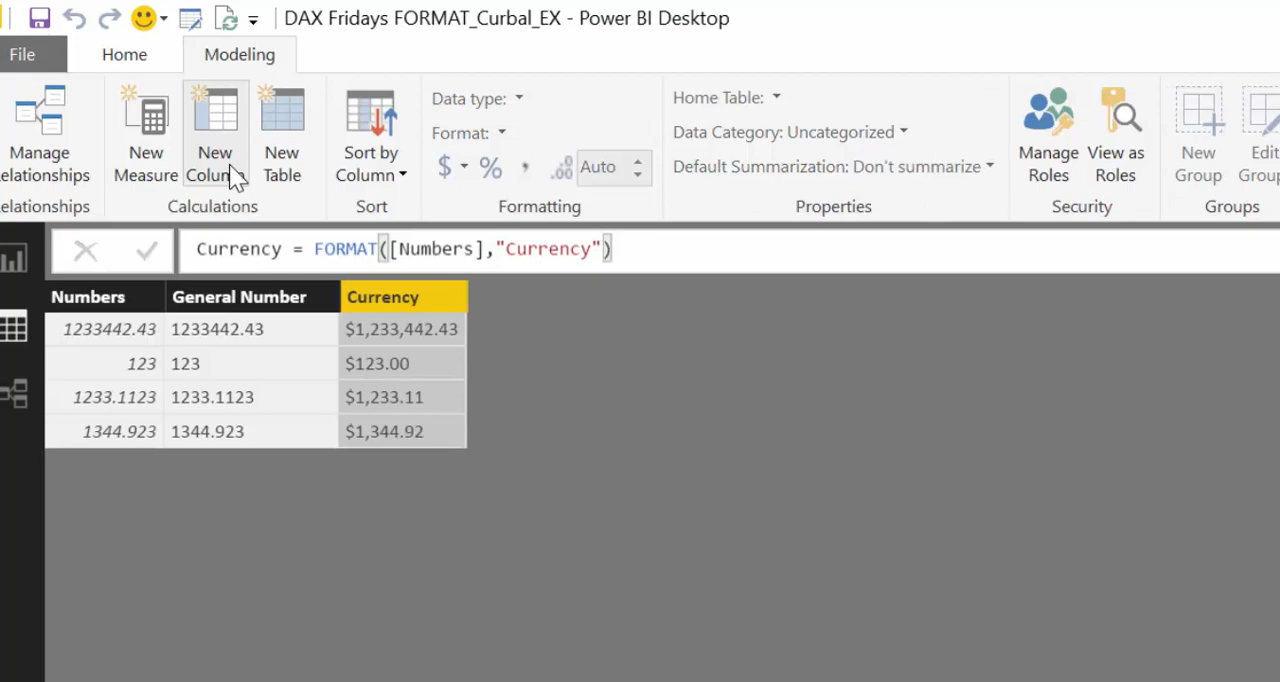 DAX Fridays FORMAT_Curbal_EX - Power BI Desktop
File Home Modeling
Manage
elationships
elationships
New
Measure
New
Colum
New
Table
Calculations
Sort by
Column
Sort
Data type:
Format:
$ % , .00 Auto
Formatting
Home Table:
Data Category: Uncategorized
Default Summarization: Don't summarize
Properties
Manage
Roles
View as
Roles
Security
New
Group
Edit
Grou
Groups
Currency = FORMAT([Numbers],"Currency")
Numbers General Number Currency
1233442.43 1233442.43 $1,233,442.43
123 123 $123.00
1233.1123 1233.1123 $1,233.11
1344.923 1344.923 $1,344.92